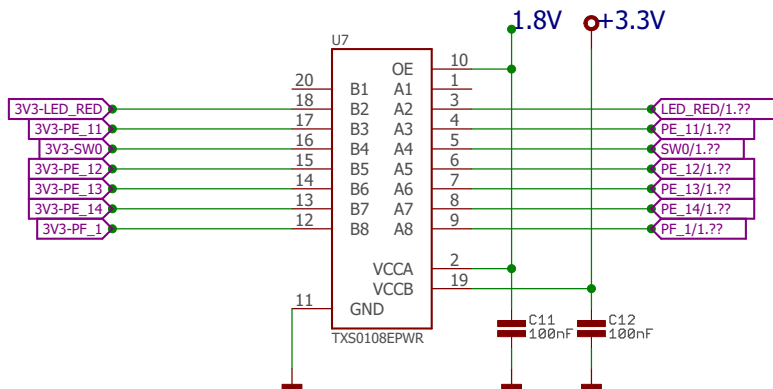 1.8V +3.3V
U7
OE 10
20 B1 A1 1
3V3-LED_RED 18 B2 A2 3 LED_RED/1.??
3V3-PE_11 17 B3 A3 4 PE_11/1.??
3V3-SW0 16 B4 A4 5 SW0/1.??
3V3-PE_12 15 B5 A5 6 PE_12/1.??
3V3-PE_13 14 B6 A6 7 PE_13/1.??
3V3-PE_14 13 B7 A7 8 PE_14/1.??
3V3-PF_1 12 B8 A8 9 PF_1/1.??
VCCA 2
VCCB 19
11 GND
C11 C12
100nF 100nF
TXS0108EPWR